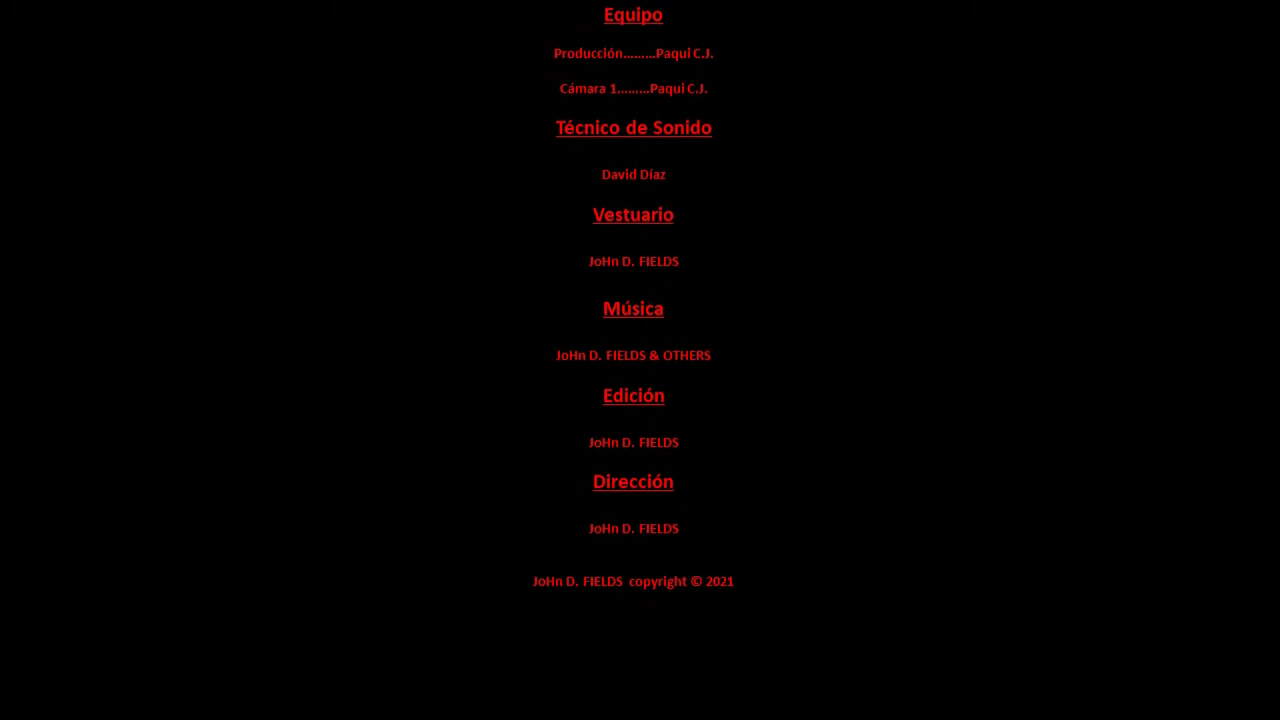 Equipo
Producción.........Paqui C.J.
Cámara 1.........Paqui C.J.
Técnico de Sonido
David Díaz
Vestuario
JoHn D. FIELDS
Música
JoHn D. FIELDS & OTHERS
Edición
JoHn D. FIELDS
Dirección
JoHn D. FIELDS
JoHn D. FIELDS copyright © 2021